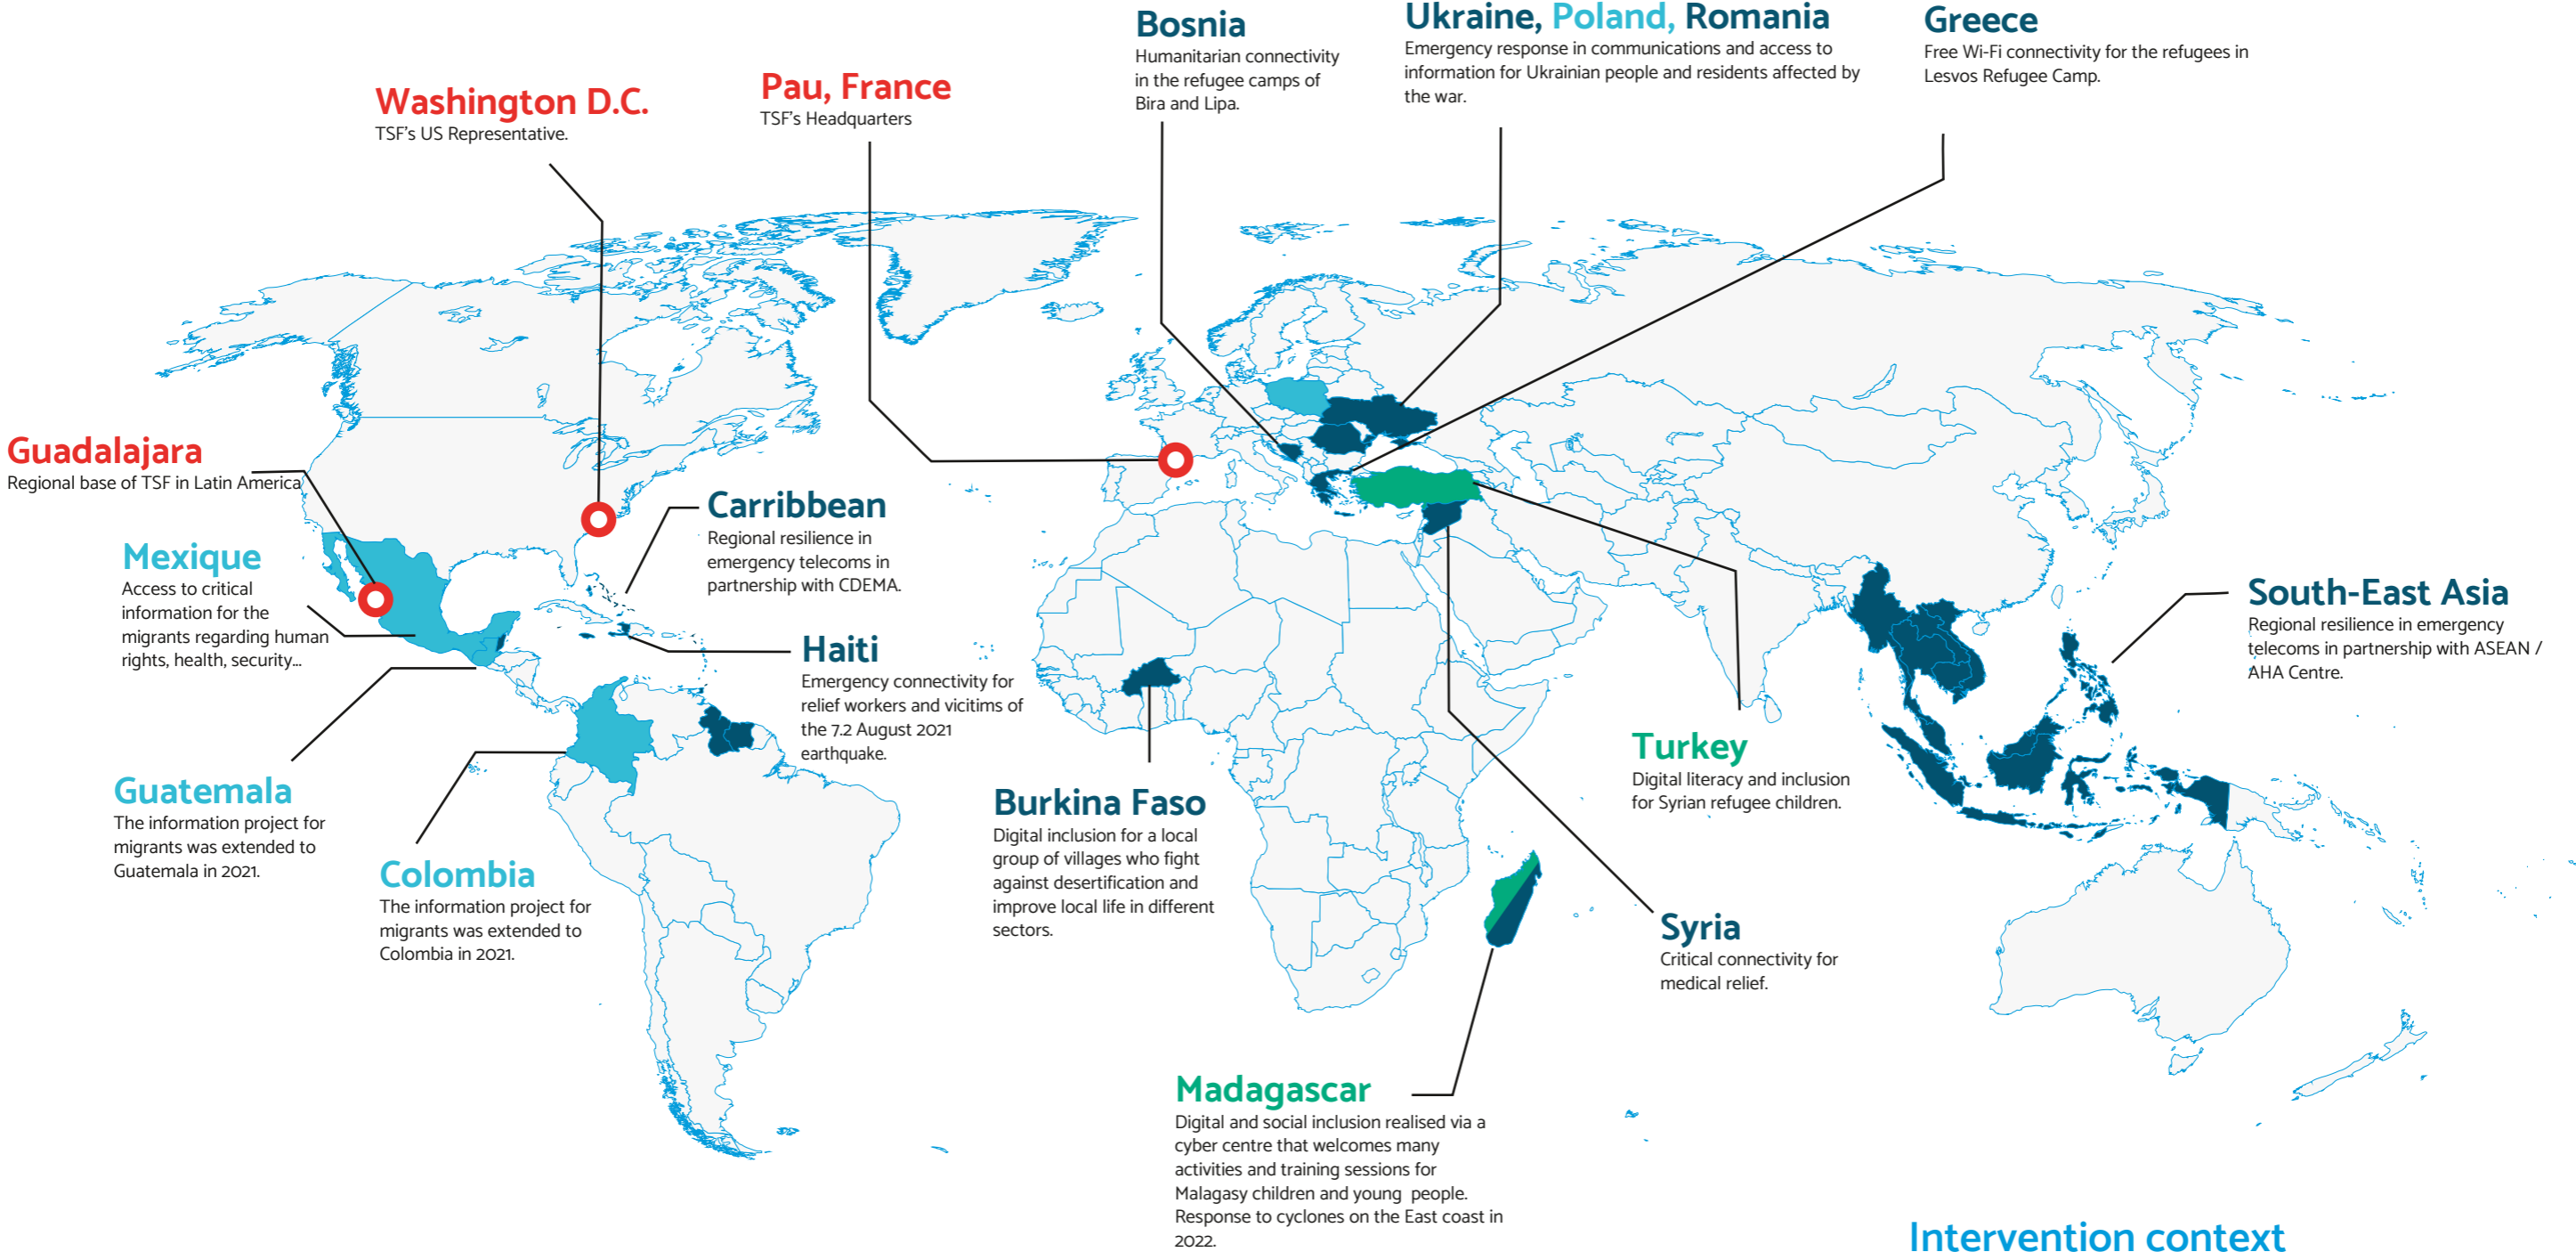 Bosnia
Humanitarian connectivity
in the refugee camps of
Bira and Lipa.
Ukraine, Poland, Romania
Emergency response in communications and access to
information for Ukrainian people and residents affected by
the war.
Greece
Free Wi-Fi connectivity for the refugees in
Lesvos Refugee Camp.
Washington D.C.
TSF's US Representative.
Pau, France
TSF's Headquarters
Guadalajara
Regional base of TSF in Latin America
Carribbean
Regional resilience in
emergency telecoms in
partnership with CDEMA.
Mexique
Access to critical
information for the
migrants regarding human
rights, health, security...
Haiti
Emergency connectivity for
relief workers and vicitims of
the 7.2 August 2021
earthquake.
South-East Asia
Regional resilience in emergency
telecoms in partnership with ASEAN /
AHA Centre.
Guatemala
The information project for
migrants was extended to
Guatemala in 2021.
Colombia
The information project for
migrants was extended to
Colombia in 2021.
Burkina Faso
Digital inclusion for a local
group of villages who fight
against desertification and
improve local life in different
sectors.
Turkey
Digital literacy and inclusion
for Syrian refugee children.
Syria
Critical connectivity for
medical relief.
Madagascar
Digital and social inclusion realised via a
cyber centre that welcomes many
activities and training sessions for
Malagasy children and young people.
Response to cyclones on the East coast in
2022.
Intervention context